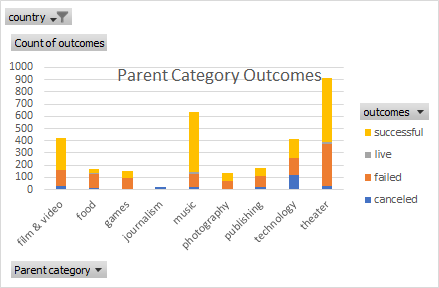 country
Count of outcomes
Parent Category Outcomes
1000
900
800
700
600
500
400
300
200
100
0
film & video
food
games
journalism
music
photography
publishing
technology
theater
outcomes
successful
live
failed
canceled
Parent category